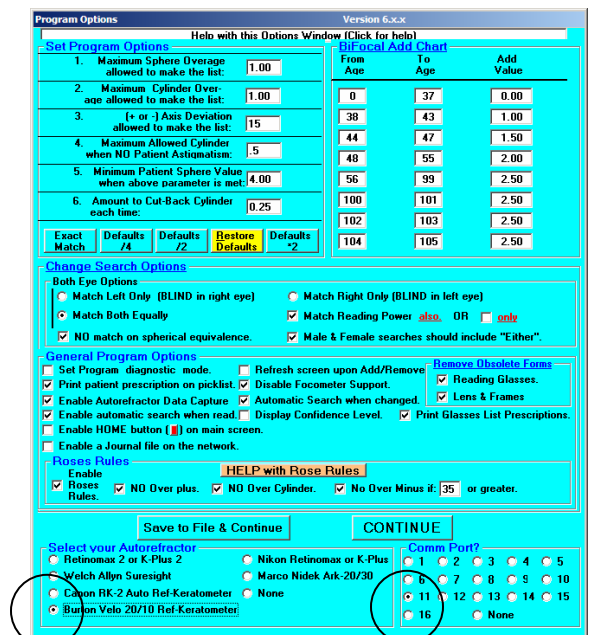 Program Options Version 6.x.x
Help with this Options Window (Click for help)
Set Program Options
1. Maximum Sphere Overage allowed to make the list: 1.00
2. Maximum Cylinder Over-age allowed to make the list: 1.00
3. (+ or -) Axis Deviation allowed to make the list: 15
4. Maximum Allowed Cylinder when NO Patient Astigmatism: .5
5. Minimum Patient Sphere Value when above parameter is met: 4.00
6. Amount to Cut-Back Cylinder each time: 0.25
Exact Match Defaults /4 Defaults /2 Restore Defaults Defaults *2
BiFocal Add Chart
From Age To Age Add Value
0 37 0.00
38 43 1.00
44 47 1.50
48 55 2.00
56 99 2.50
100 101 2.50
102 103 2.50
104 105 2.50
Change Search Options
Both Eye Options
Match Left Only (BLIND in right eye) Match Right Only (BLIND in left eye)
Match Both Equally Match Reading Power also. OR only
NO match on spherical equivalence. Male & Female searches should include "Either".
General Program Options
Set Program diagnostic mode. Refresh screen upon Add/Remove
Print patient prescription on picklist. Disable Focometer Support.
Enable Autorefractor Data Capture Automatic Search when changed.
Enable automatic search when read. Display Confidence Level. Print Glasses List Prescriptions.
Enable HOME button ( ) on main screen.
Enable a Journal file on the network.
Remove Obsolete Forms
Reading Glasses.
Lens & Frames
Roses Rules
HELP with Rose Rules
Enable Roses Rules. NO Over plus. NO Over Cylinder. No Over Minus if: 35 or greater.
Save to File & Continue CONTINUE
Select your Autorefractor
Retinomax 2 or K-Plus 2 Nikon Retinomax or K-Plus
Welch Allyn Suresight Marco Nidek Ark-20/30
Canon RK-2 Auto Ref-Keratometer None
Burton Velo 20/10 Ref-Keratometer
Comm Port?
1 2 3 4 5
6 7 8 9 10
11 12 13 14 15
16 None